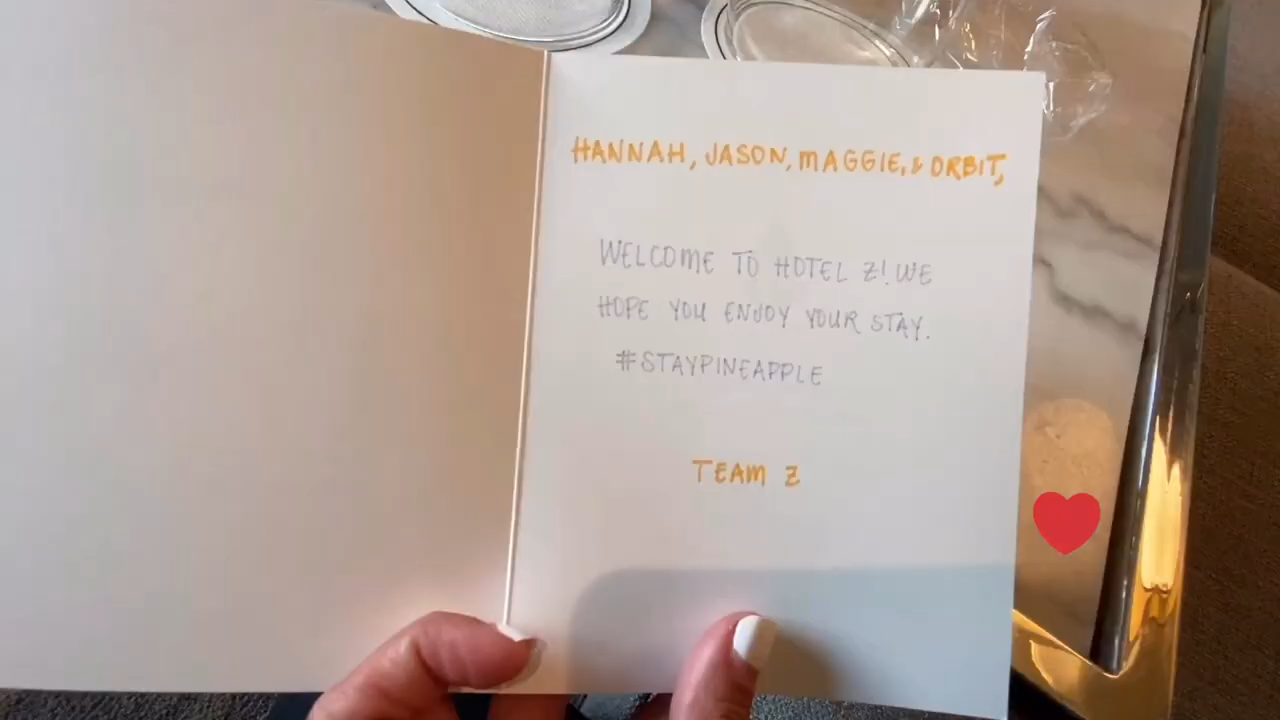 HANNAH, JASON, MAGGIE, & ORBIT,
WELCOME TO HOTEL Z! WE
HOPE YOU ENJOY YOUR STAY.
#STAYPINEAPPLE
TEAM Z